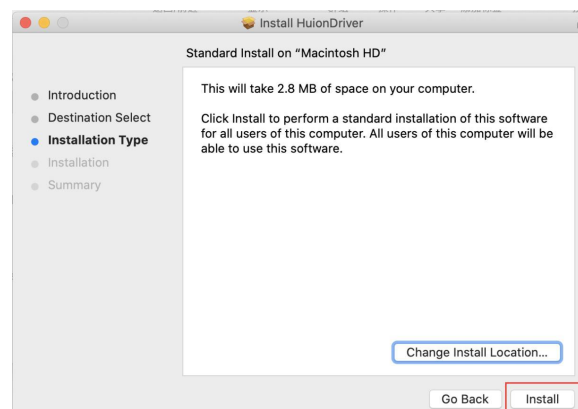 Install HuionDriver
Standard Install on "Macintosh HD"
Introduction
Destination Select
Installation Type
Installation
Summary
This will take 2.8 MB of space on your computer.
Click Install to perform a standard installation of this software
for all users of this computer. All users of this computer will be
able to use this software.
Change Install Location...
Go Back
Install